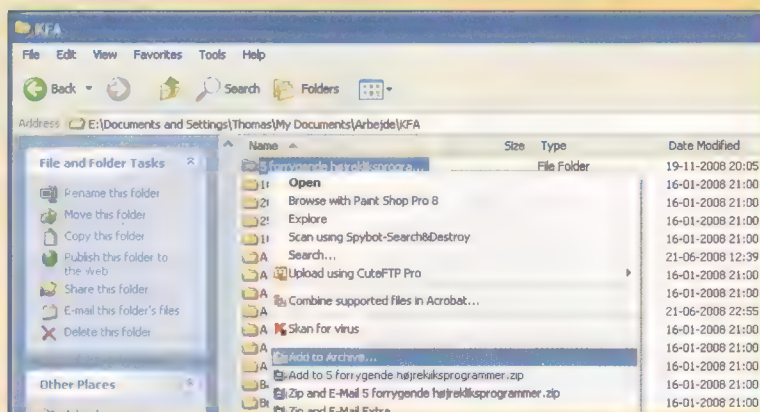 KFA
File Edit View Favorites Tools Help
Back Search Folders
Address E:\Documents and Settings\Thomas\My Documents\Arbejde\KFA
Name Size Type Date Modified
File and Folder Tasks
Rename this folder
Move this folder
Copy this folder
Publish this folder to
the Web
Share this folder
E-mail this folder's files
Delete this folder
Other Places
5 forrygende højrekliksprogra... File Folder 19-11-2008 20:05
16-01-2008 21:00
16-01-2008 21:00
16-01-2008 21:00
16-01-2008 21:00
21-06-2008 12:39
16-01-2008 21:00
16-01-2008 21:00
21-06-2008 22:55
16-01-2008 21:00
16-01-2008 21:00
16-01-2008 21:00
16-01-2008 21:00
16-01-2008 21:00
Open
Browse with Paint Shop Pro 8
Explore
Scan using Spybot-Search&Destroy
Search...
Upload using CuteFTP Pro
Combine supported files in Acrobat...
Skan for virus
Add to Archive...
Add to 5 forrygende højreklksprogrammer.zip
Zip and E-Mail 5 forrygende højreklksprogrammer.zip
Zip and E-Mail Extra